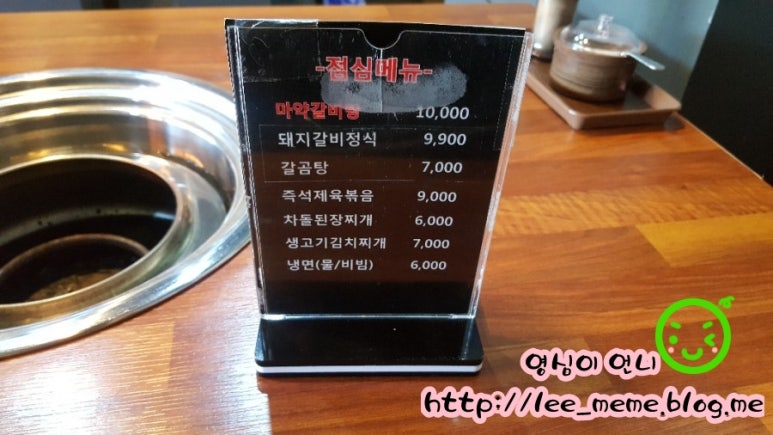 -점심메뉴-
마약갈비탕 10,000
돼지갈비정식 9,900
갈곰탕 7,000
즉석제육볶음 9,000
차돌된장찌개 6,000
생고기김치찌개 7,000
냉면(물/비빔) 6,000
영심이 언니
http://lee_meme.blog.me